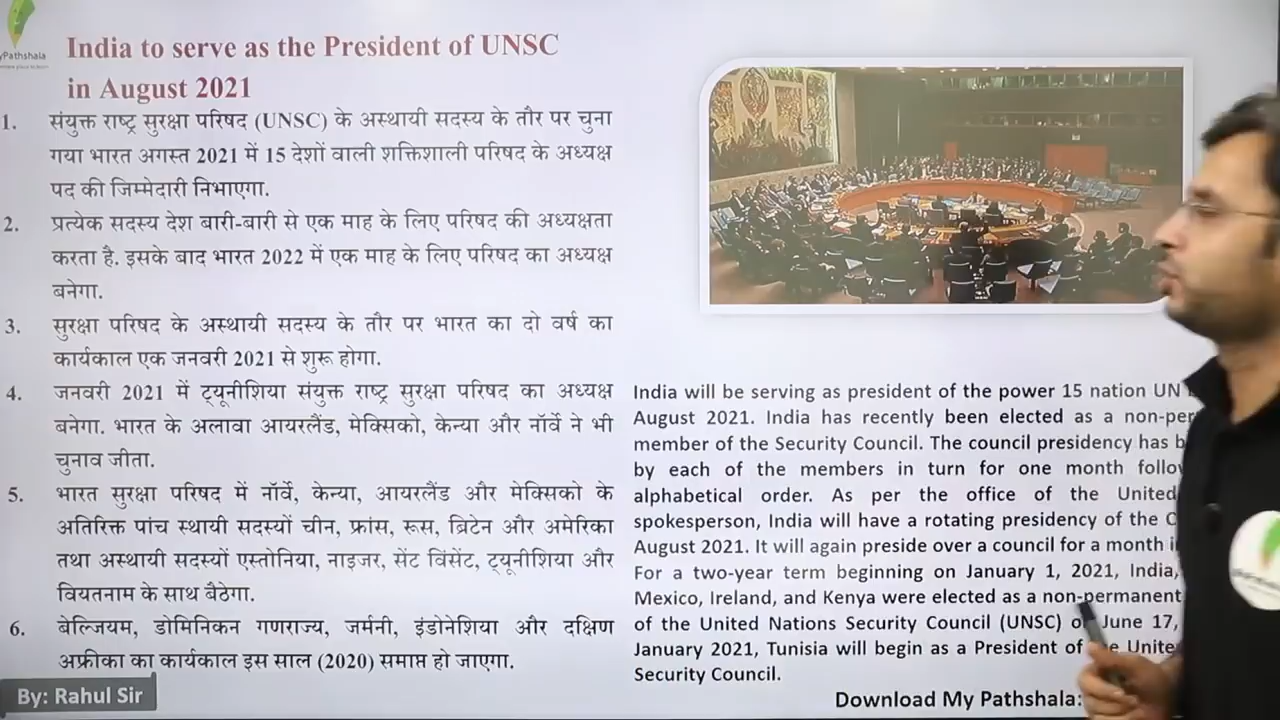 yPathshala
India to serve as the President of UNSC
in August 2021
1. संयुक्त राष्ट्र सुरक्षा परिषद (UNSC) के अस्थायी सदस्य के तौर पर चुना
गया भारत अगस्त 2021 में 15 देशों वाली शक्तिशाली परिषद के अध्यक्ष
पद की जिम्मेदारी निभाएगा.
2. प्रत्येक सदस्य देश बारी-बारी से एक माह के लिए परिषद की अध्यक्षता
करता है. इसके बाद भारत 2022 में एक माह के लिए परिषद का अध्यक्ष
बनेगा.
3. सुरक्षा परिषद के अस्थायी सदस्य के तौर पर भारत का दो वर्ष का
कार्यकाल एक जनवरी 2021 से शुरू होगा.
4. जनवरी 2021 में ट्यूनीशिया संयुक्त राष्ट्र सुरक्षा परिषद का अध्यक्ष
बनेगा. भारत के अलावा आयरलैंड, मेक्सिको, केन्या और नॉर्वे ने भी
चुनाव जीता.
5. भारत सुरक्षा परिषद में नॉर्वे, केन्या, आयरलैंड और मेक्सिको के
अतिरिक्त पांच स्थायी सदस्यों चीन, फ्रांस, रूस, ब्रिटेन और अमेरिका
तथा अस्थायी सदस्यों एस्तोनिया, नाइजर, सेंट विंसेंट, ट्यूनीशिया और
वियतनाम के साथ बैठेगा.
6. बेल्जियम, डोमिनिकन गणराज्य, जर्मनी, इंडोनेशिया और दक्षिण
अफ्रीका का कार्यकाल इस साल (2020) समाप्त हो जाएगा.
India will be serving as president of the power 15 nation UN
August 2021. India has recently been elected as a non-per
member of the Security Council. The council presidency has b
by each of the members in turn for one month follo
alphabetical order. As per the office of the United
spokesperson, India will have a rotating presidency of the C
August 2021. It will again preside over a council for a month i
For a two-year term beginning on January 1, 2021, India,
Mexico, Ireland, and Kenya were elected as a non-permanent
of the United Nations Security Council (UNSC) o June 17,
January 2021, Tunisia will begin as a President of e Unite
Security Council.
By: Rahul Sir
Download My Pathshala: